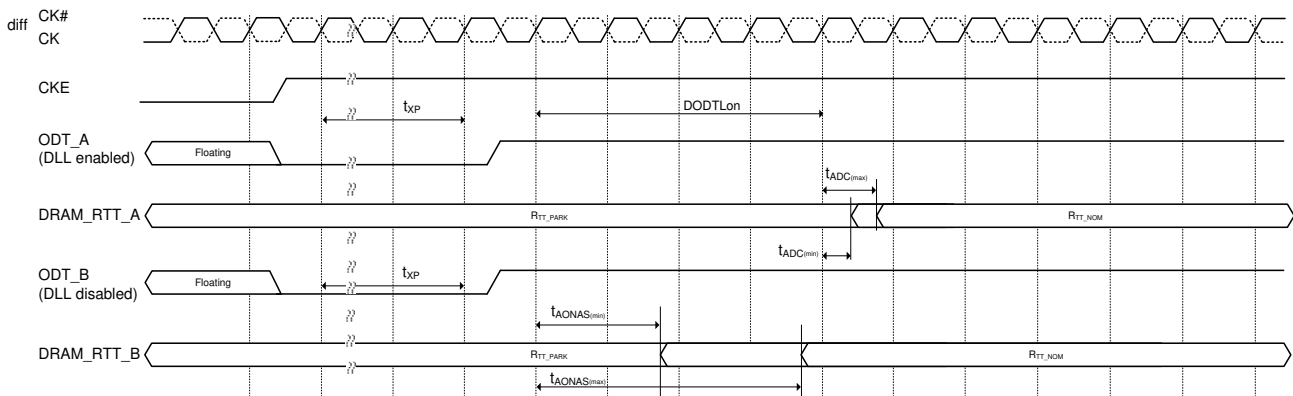 diff CK#
CK
CKE
tXP
DODTLon
ODT_A
(DLL enabled)
Floating
tADC(max)
DRAM_RTT_A
RTT_PARK
RTT_NOM
tADC(min)
ODT_B
(DLL disabled)
Floating
tXP
tAONAS(min)
DRAM_RTT_B
RTT_PARK
RTT_NOM
tAONAS(max)